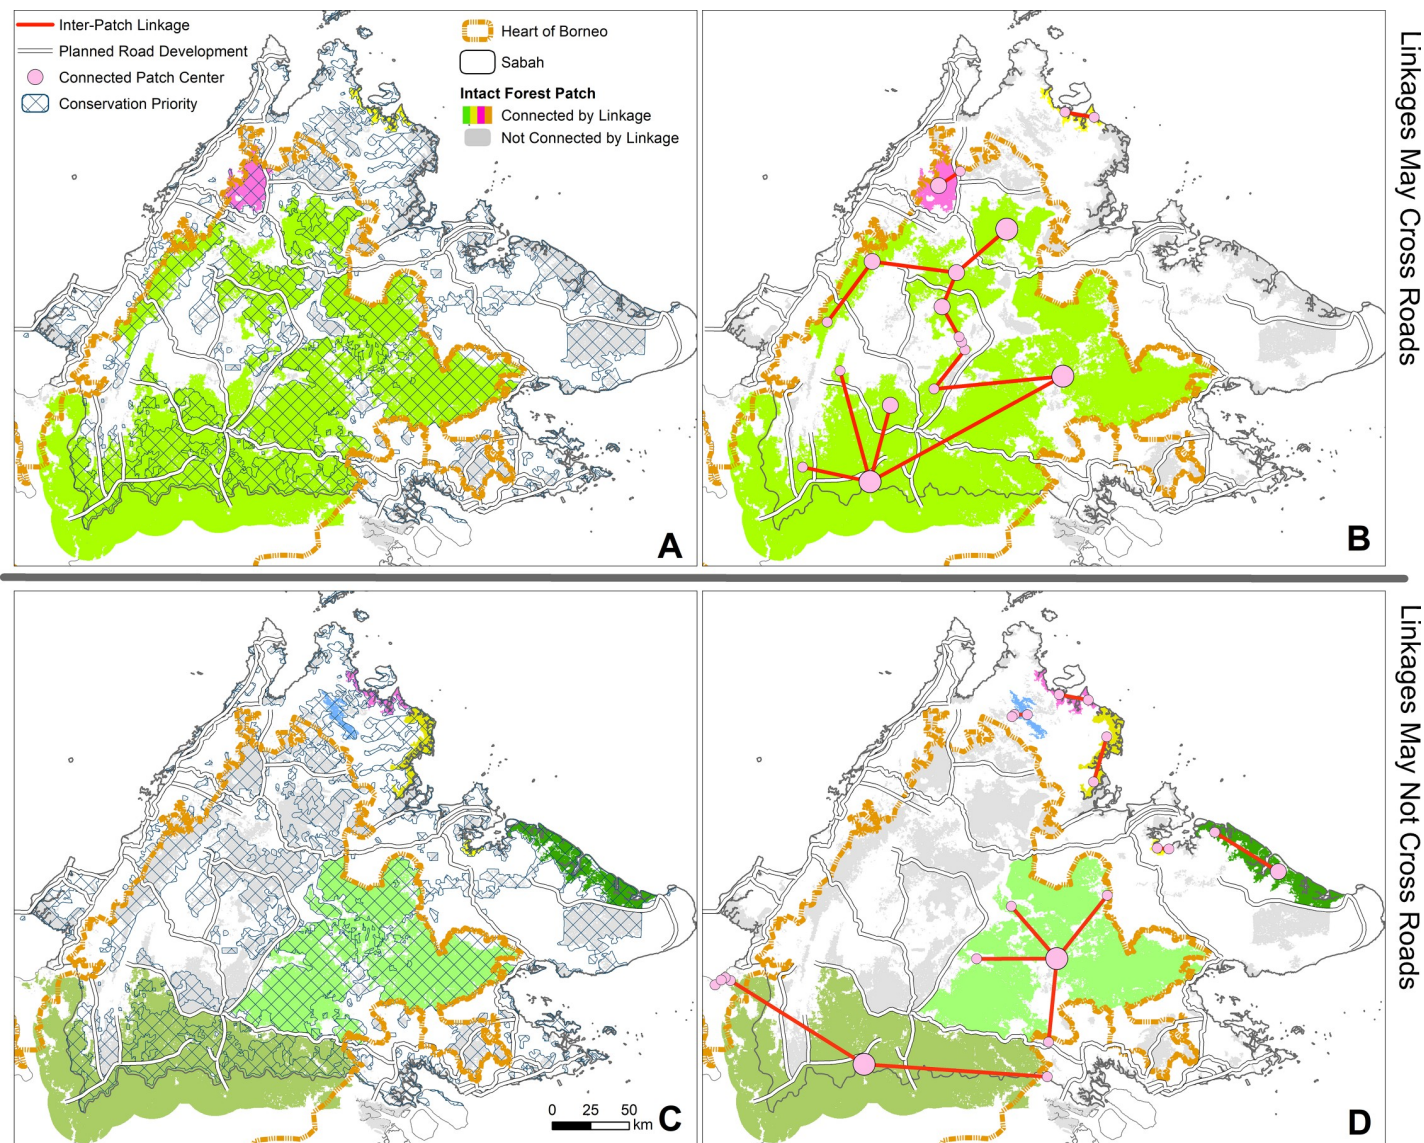 Inter-Patch Linkage
Planned Road Development
Connected Patch Center
Conservation Priority
Heart of Borneo
Sabah
Intact Forest Patch
Connected by Linkage
Not Connected by Linkage
A
B
Linkages May Cross Roads
0 25 50
km
C
D
Linkages May Not Cross Roads